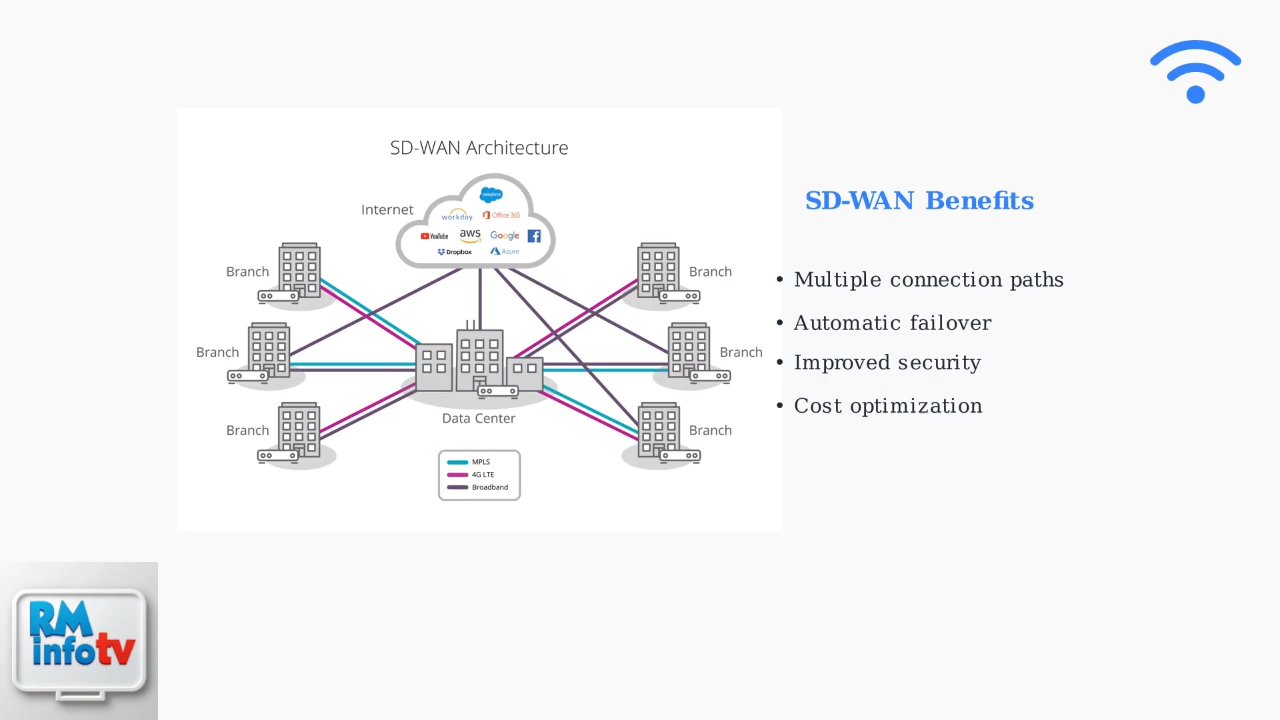 SD-WAN Architecture
Internet
salesforce
workday
Office 365
YouTube
aws
Google
Dropbox
Azure
Branch
Branch
Branch
Branch
Branch
Branch
Data Center
MPLS
4G LTE
Broadband
SD-WAN Benefits
• Multiple connection paths
• Automatic failover
• Improved security
• Cost optimization
RM
infotv